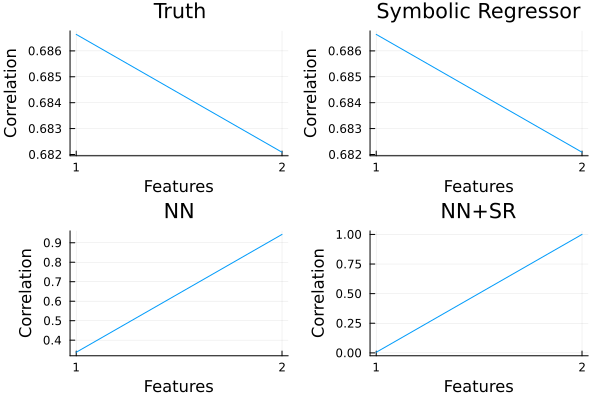 Truth
Correlation
0.686
0.685
0.684
0.683
0.682
1
2
Features
Symbolic Regressor
Correlation
0.686
0.685
0.684
0.683
0.682
1
2
Features
NN
Correlation
0.9
0.8
0.7
0.6
0.5
0.4
1
2
Features
NN+SR
Correlation
1.00
0.75
0.50
0.25
0.00
1
2
Features